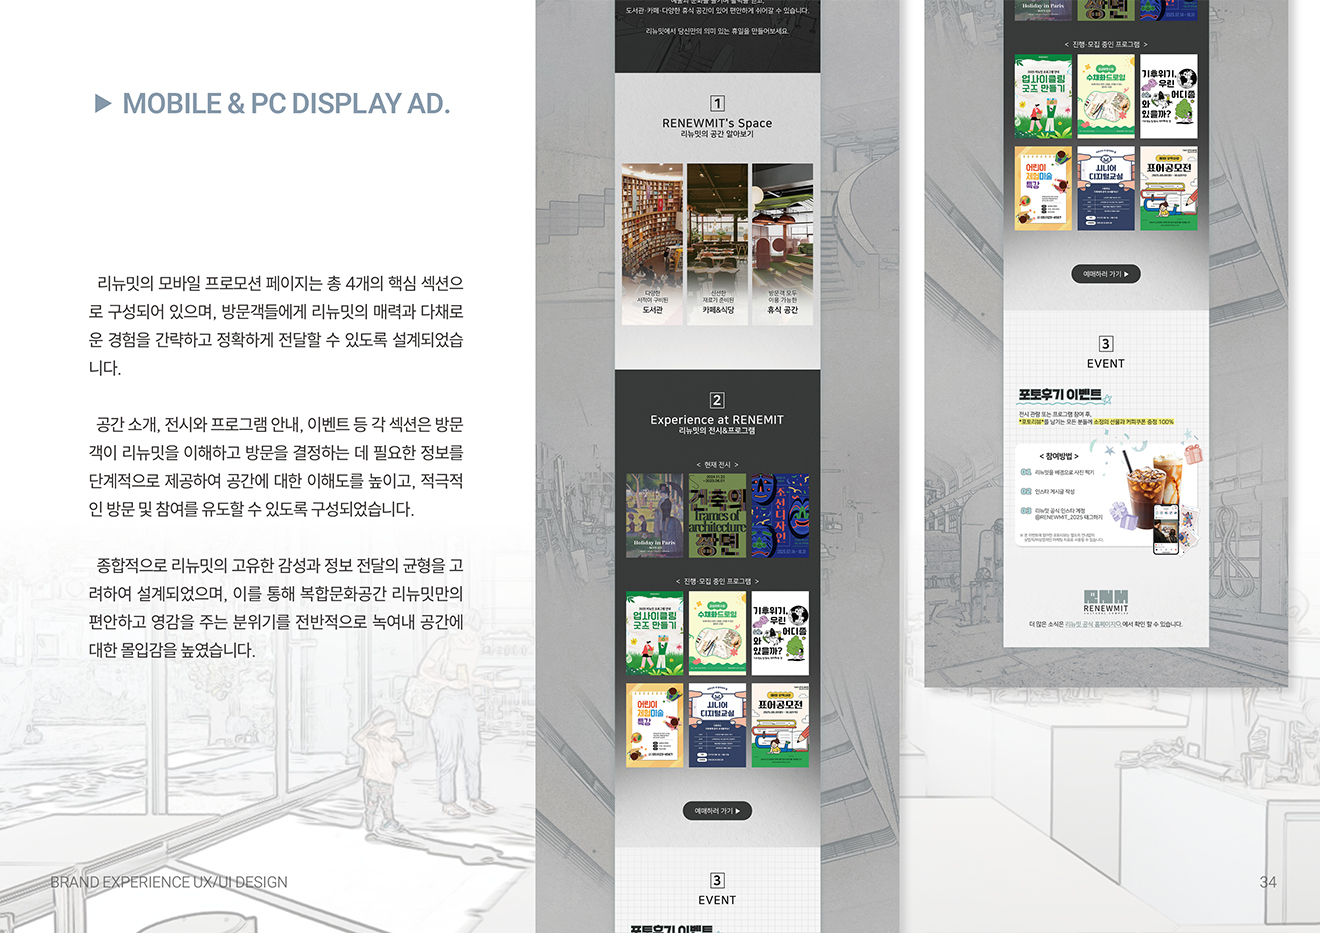 ▶ MOBILE & PC DISPLAY AD.
리뉴밋의 모바일 프로모션 페이지는 총 4개의 핵심 섹션으
로 구성되어 있으며, 방문객들에게 리뉴밋의 매력과 다채로
운 경험을 간략하고 정확하게 전달할 수 있도록 설계되었습
니다.
공간 소개, 전시와 프로그램 안내, 이벤트 등 각 섹션은 방문
객이 리뉴밋을 이해하고 방문을 결정하는 데 필요한 정보를
단계적으로 제공하여 공간에 대한 이해도를 높이고, 적극적
인 방문 및 참여를 유도할 수 있도록 구성되었습니다.
종합적으로 리뉴밋의 고유한 감성과 정보 전달의 균형을 고
려하여 설계되었으며, 이를 통해 복합문화공간 리뉴밋만의
편안하고 영감을 주는 분위기를 전반적으로 녹여내 공간에
대한 몰입감을 높였습니다.
BRAND EXPERIENCE UX/UI DESIGN
도서관·카페·다양한 휴식 공간이 있어 편안하게 쉬어갈 수 있습니다.
리뉴밋에서 당신만의 의미 있는 휴일을 만들어보세요.
1
RENEWMIT's Space
리뉴밋의 공간 알아보기
다양한
서적이 구비된
도서관
신선한
재료가 준비된
카페&식당
방문객 모두
이용 가능한
휴식 공간
2
Experience at RENEMIT
리뉴밋의 전시&프로그램
< 현재 전시 >
Holiday in Paris
건축의
frames of
architecture
장면
조선디자인
< 진행·모집 중인 프로그램 >
업사이클링
굿즈 만들기
수채화드로잉
기후위기,
우린
어디쯤
와
있을까?
어린이
체험미술
특강
시니어
디지털교실
표어공모전
예매하러 가기 ▶
3
EVENT
포토후기 이벤트
Holiday in Paris
< 진행·모집 중인 프로그램 >
업사이클링
굿즈 만들기
수채화드로잉
기후위기,
우린
어디쯤
와
있을까?
어린이
체험미술
특강
시니어
디지털교실
표어공모전
예매하러 가기 ▶
3
EVENT
포토후기 이벤트
전시 관람 또는 프로그램 참여 후,
*포토리뷰*를 남기는 모든 분들께 소정의 선물과 커피쿠폰 증정 100%
< 참여방법 >
01 리뉴밋을 배경으로 사진 찍기
02 인스타 게시글 작성
03 리뉴밋 공식 인스타 계정
@RENEWMIT_2025 태그하기
RENEWMIT
CULTURAL COMPLEX
더 많은 소식은 리뉴밋 공식 홈페이지에서 확인 할 수 있습니다.
34